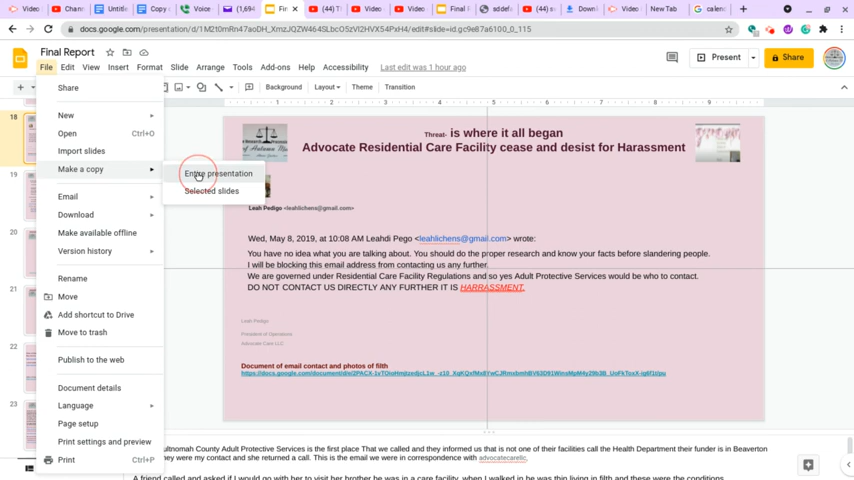 Video
Chann
Untitl
Copy
Voice
(1,694
Fin
(4) T
Video
Final R
sddef
(4) s
Downl
Video
New Tab
calenc
docs.google.com/presentation/d/1M2t0mRn47aoDH_XmzJQZW464SLbcO5zVI2HVX54PxH4/edit#slide=id.gc9e87a6100_0_115
Final Report
File Edit View Insert Format Slide Arrange Tools Add-ons Help Accessibility Last edit was 1 hour ago
Present
Share
Background Layout Theme Transition
Share
New
Open Ctrl+O
Import slides
Make a copy
Entire presentation
Selected slides
Email
Download
Make available offline
Version history
Rename
Move
Add shortcut to Drive
Move to trash
Publish to the web
Document details
Language
Page setup
Print settings and preview
Print Ctrl+P
18
19
20
21
22
23
Threat- is where it all began
Advocate Residential Care Facility cease and desist for Harassment
Leah Pedigo <leahlichens@gmail.com>
Wed, May 8, 2019, at 10:08 AM Leahdi Pego <leahlichens@gmail.com> wrote:
You have no idea what you are talking about. You should do the proper research and know your facts before slandering people.
I will be blocking this email address from contacting us any further.
We are governed under Residential Care Facility Regulations and so yes Adult Protective Services would be who to contact.
DO NOT CONTACT US DIRECTLY ANY FURTHER IT IS HARRASSMENT.
Leah Pedigo
President of Operations
Advocate Care LLC
Document of email contact and photos of filth
ultnomah County Adult Protective Services is the first place That we called and they informed us that is not one of their facilities call the Health Department their funder is in Beaverton
hey were my contact and she returned a call. This is the email we were in correspondence with advocatecarellc,
A friend called and asked if I would go with her to visit her brother he was in a care facility, when I walked in he was thin living in filth and these were the conditions